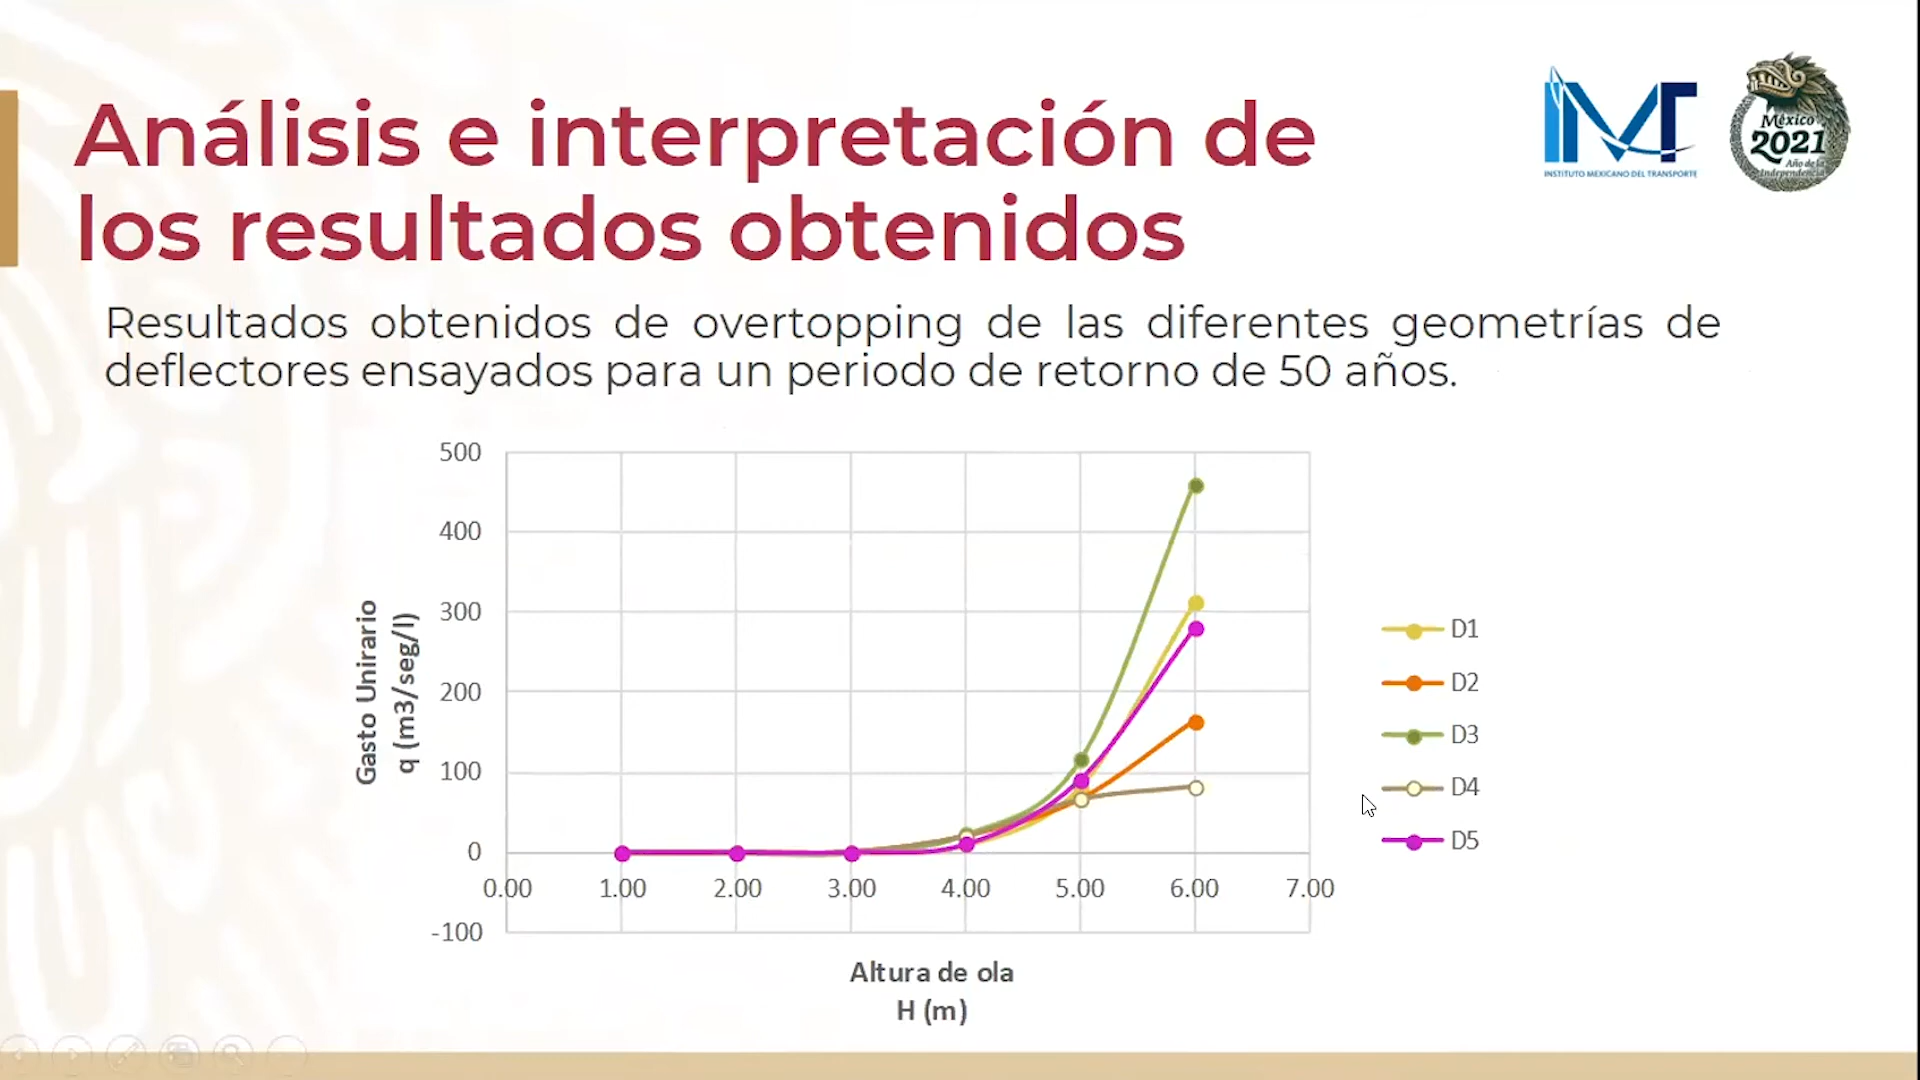 Análisis e interpretación de
los resultados obtenidos
INSTITUTO MEXICANO DEL TRANSPORTE
México
2021
Año de la
Independencia
Resultados obtenidos de overtopping de las diferentes geometrías de
deflectores ensayados para un periodo de retorno de 50 años.
500
400
300
200
100
0
-100
Gasto Unirario
q (m3/seg/l)
0.00 1.00 2.00 3.00 4.00 5.00 6.00 7.00
Altura de ola
H (m)
D1
D2
D3
D4
D5